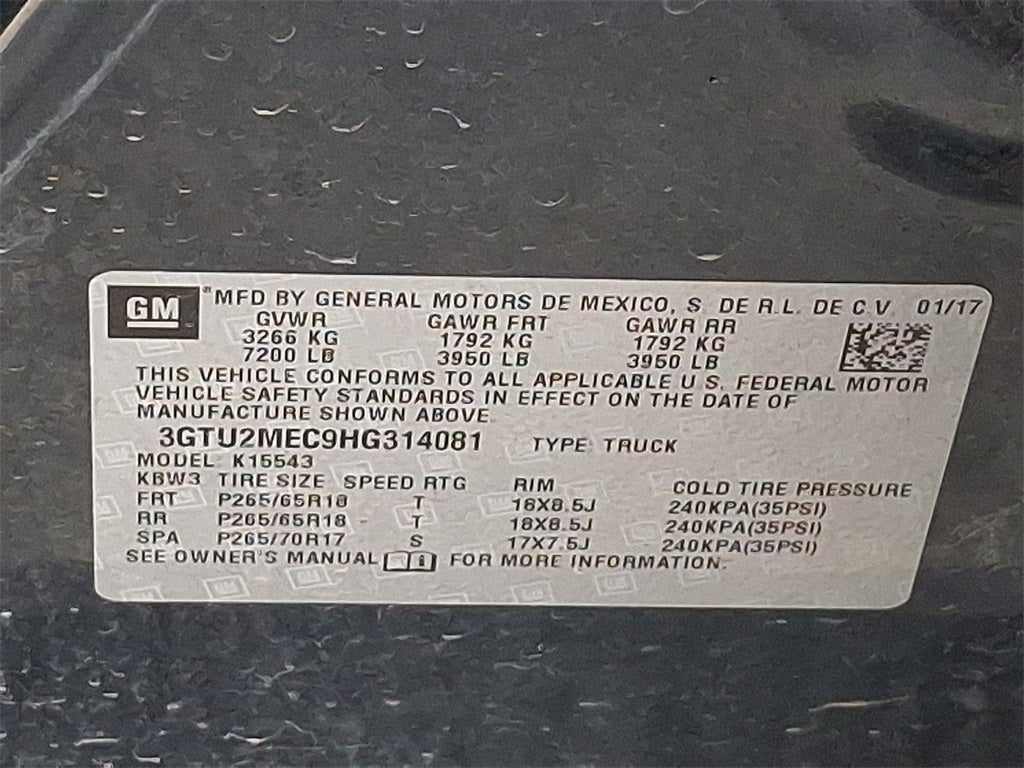 GM
MFD BY GENERAL MOTORS DE MEXICO, S. DE R.L. DE C.V. 01/17
GVWR GAWR FRT GAWR RR
3266 KG 1792 KG 1792 KG
7200 LB 3950 LB 3950 LB
THIS VEHICLE CONFORMS TO ALL APPLICABLE U.S. FEDERAL MOTOR
VEHICLE SAFETY STANDARDS IN EFFECT ON THE DATE OF
MANUFACTURE SHOWN ABOVE.
3GTU2MEC9HG314081 TYPE: TRUCK
MODEL: K15543
KBW3 TIRE SIZE SPEED RTG RIM COLD TIRE PRESSURE
FRT P265/65R18 T 18X8.5J 240KPA(35PSI)
RR P265/65R18 T 18X8.5J 240KPA(35PSI)
SPA P265/70R17 S 17X7.5J 240KPA(35PSI)
SEE OWNER'S MANUAL FOR MORE INFORMATION.